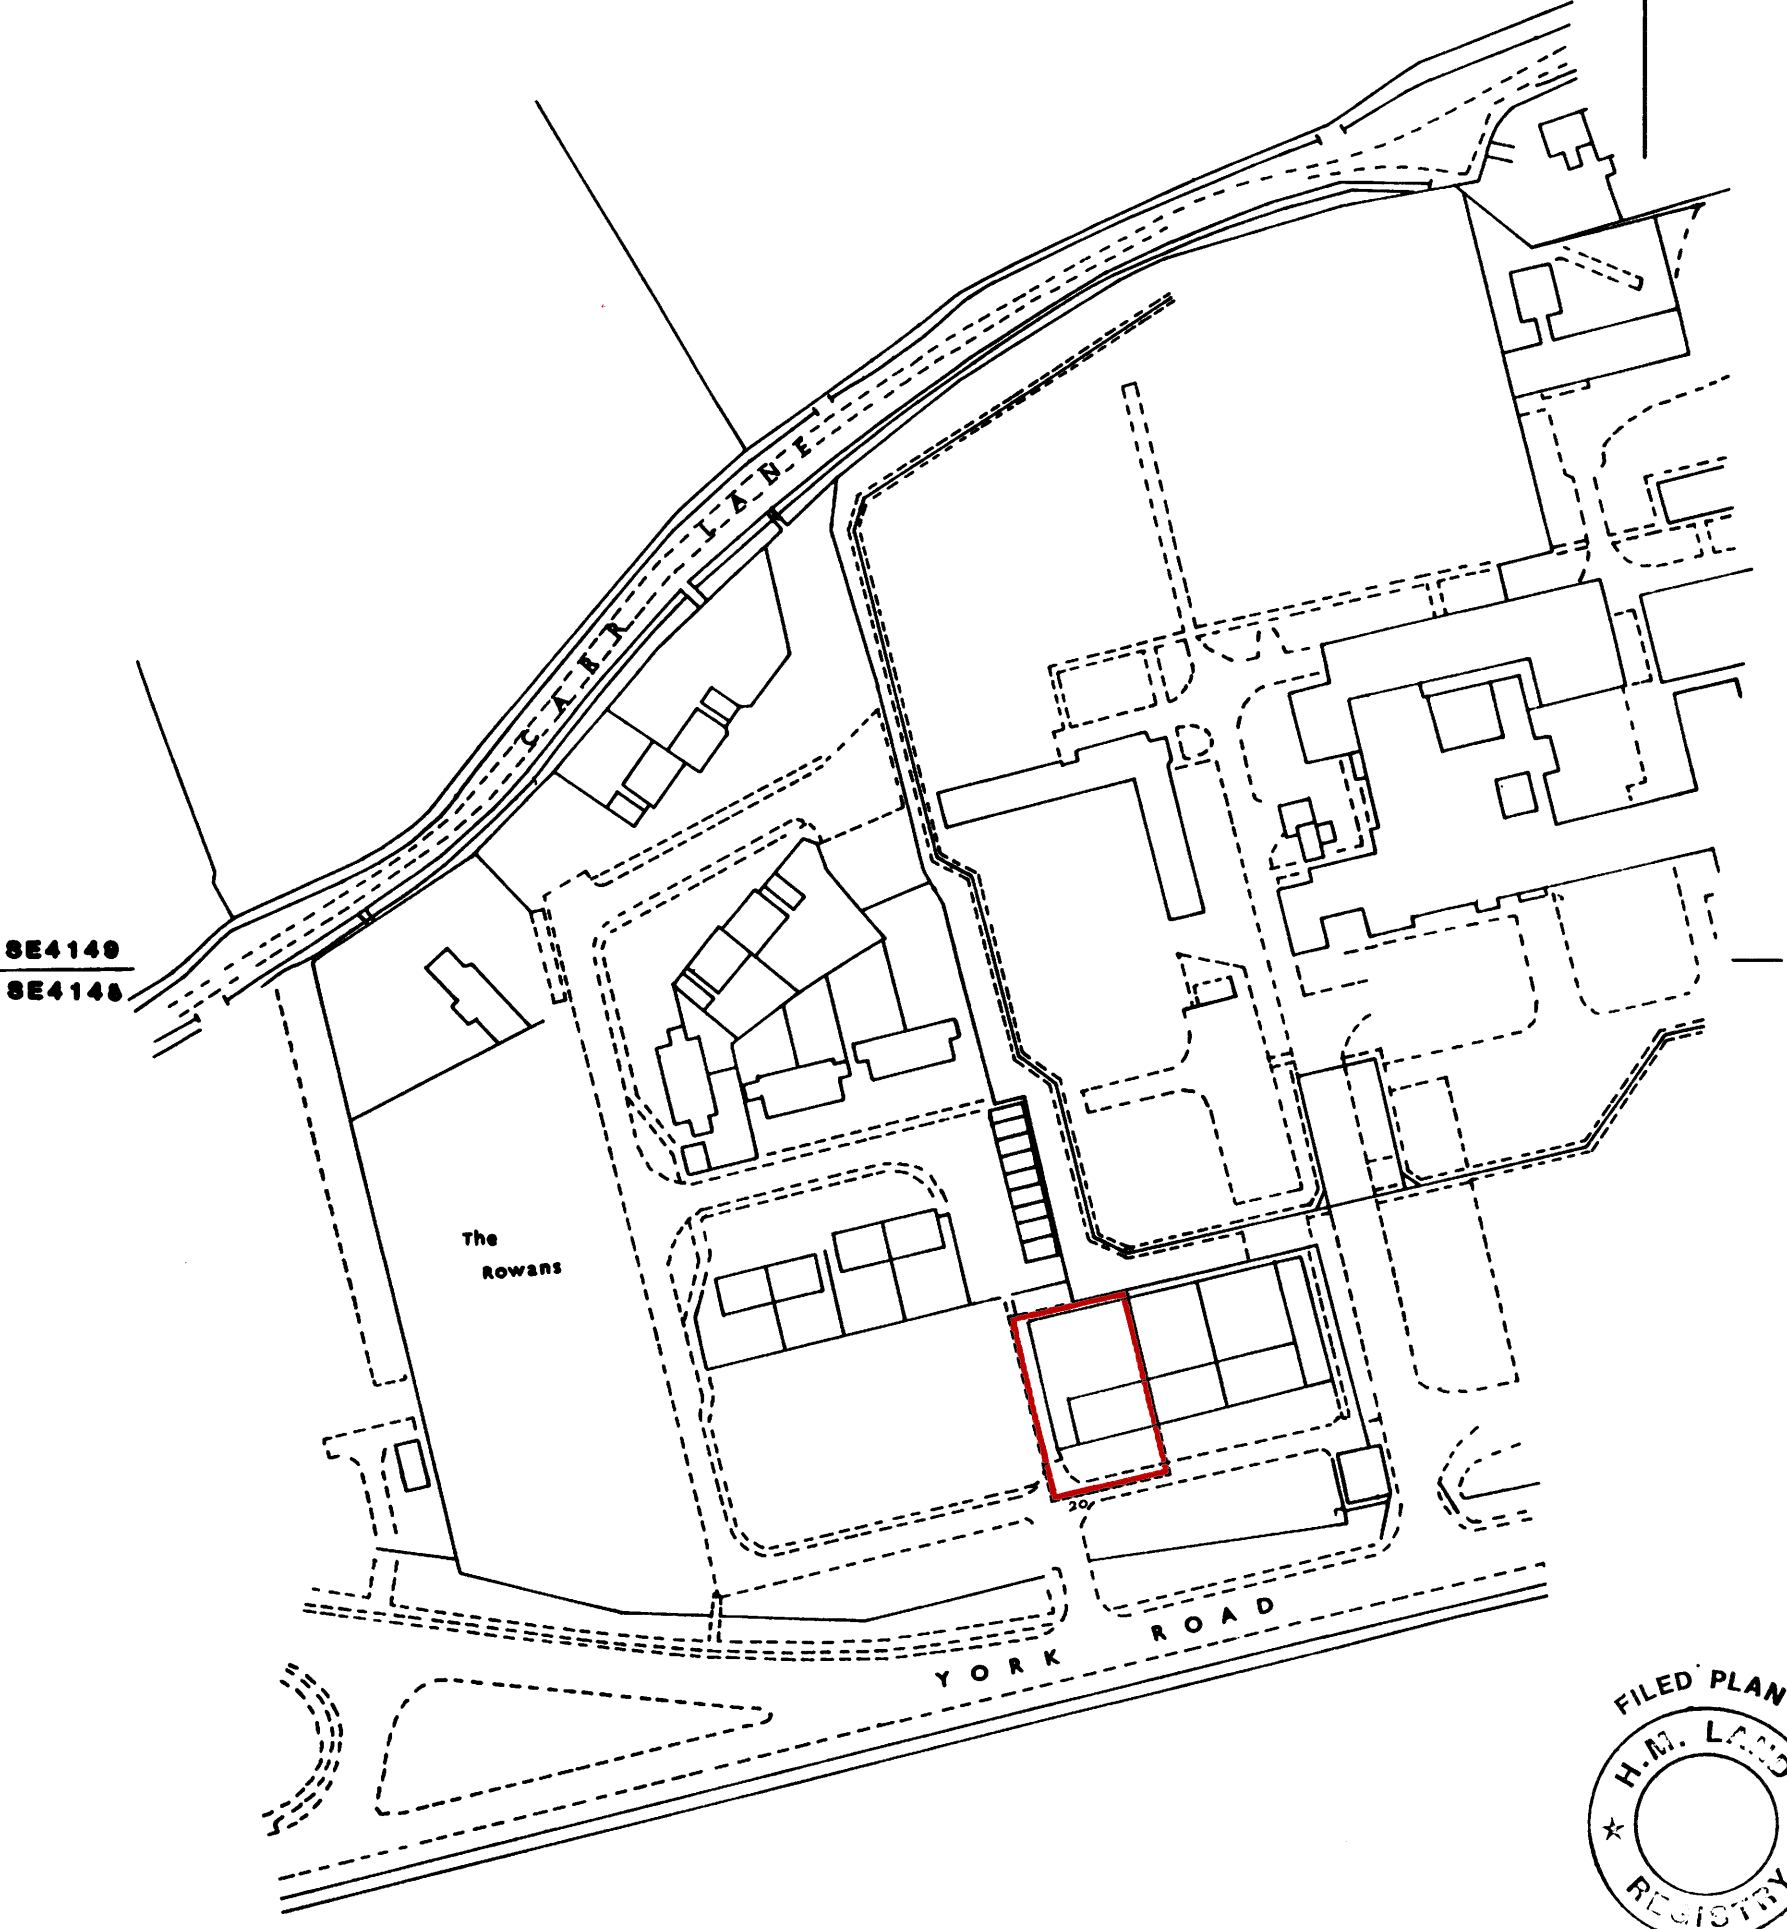 CARR LANE
SE4149
SE4148
The
Rowans
20
YORK ROAD
FILED PLAN
H.M. LAND
REGISTRY